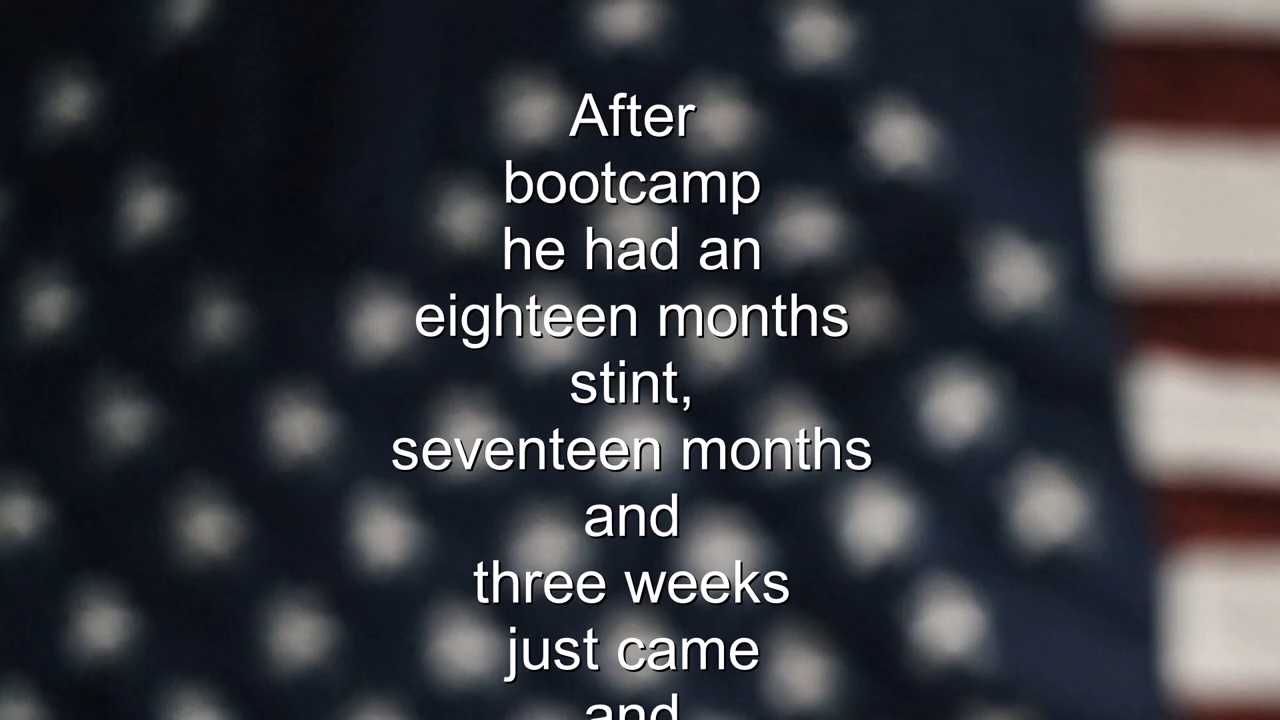 After
bootcamp
he had an
eighteen months
stint,
seventeen months
and
three weeks
just came
and